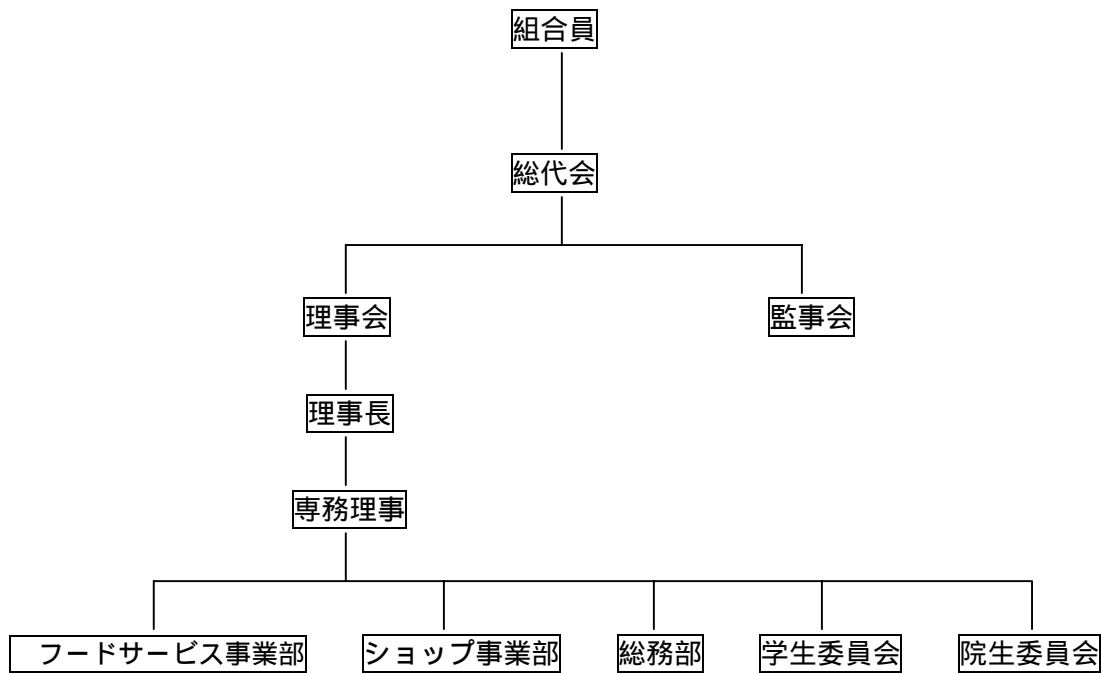 組合員
総代会
理事会
監事会
理事長
専務理事
フードサービス事業部
ショップ事業部
総務部
学生委員会
院生委員会